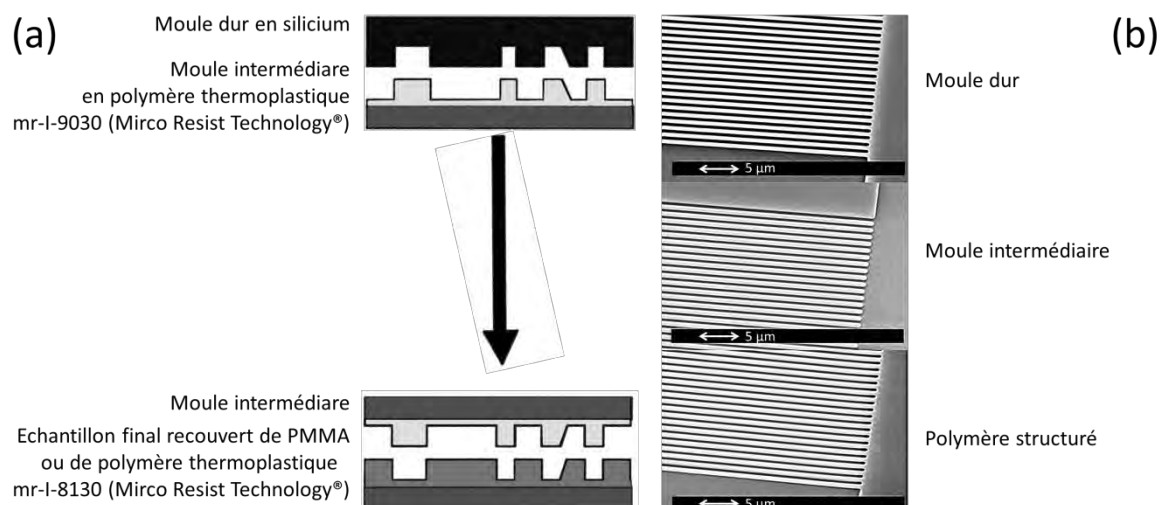 (a)
Moule dur en silicium
Moule intermédiare
en polymère thermoplastique
mr-I-9030 (Mirco Resist Technology®)
Moule intermédiare
Echantillon final recouvert de PMMA
ou de polymère thermoplastique
mr-I-8130 (Mirco Resist Technology®)
(b)
5 µm
Moule dur
5 µm
Moule intermédiaire
5 µm
Polymère structuré